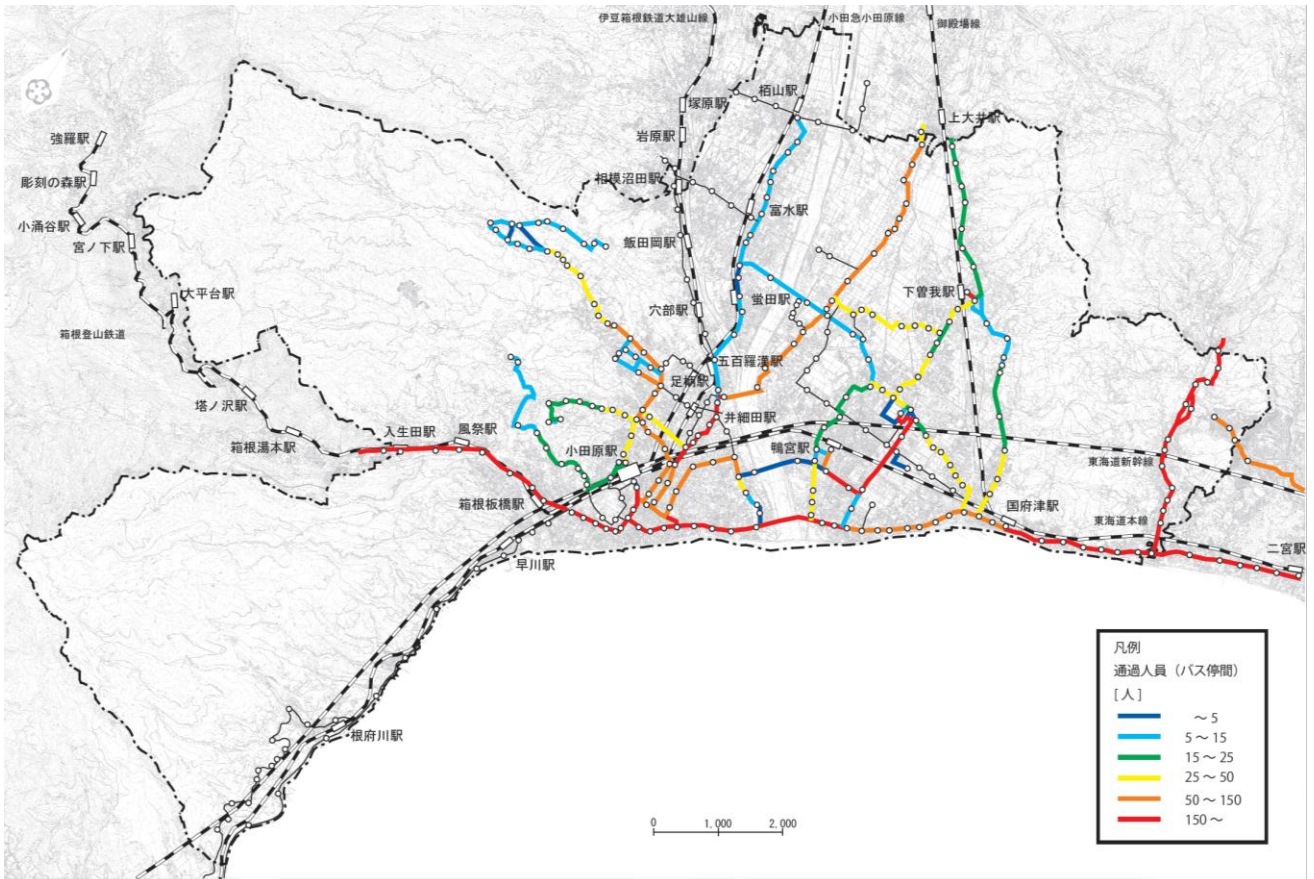 伊豆箱根鉄道大雄山線
小田急小田原線
御殿場線
塚原駅
栢山駅
上大井駅
強羅駅
岩原駅
彫刻の森駅
相模沼田駅
小涌谷駅
富水駅
宮ノ下駅
飯田岡駅
大平台駅
下曽我駅
穴部駅
蛍田駅
箱根登山鉄道
五百羅漢駅
足柄駅
塔ノ沢駅
井細田駅
入生田駅
風祭駅
箱根湯本駅
小田原駅
鴨宮駅
東海道新幹線
箱根板橋駅
国府津駅
東海道本線
二宮駅
早川駅
根府川駅
凡例
通過人員（バス停間）
[人]
～5
5～15
15～25
25～50
50～150
150～
0 1,000 2,000